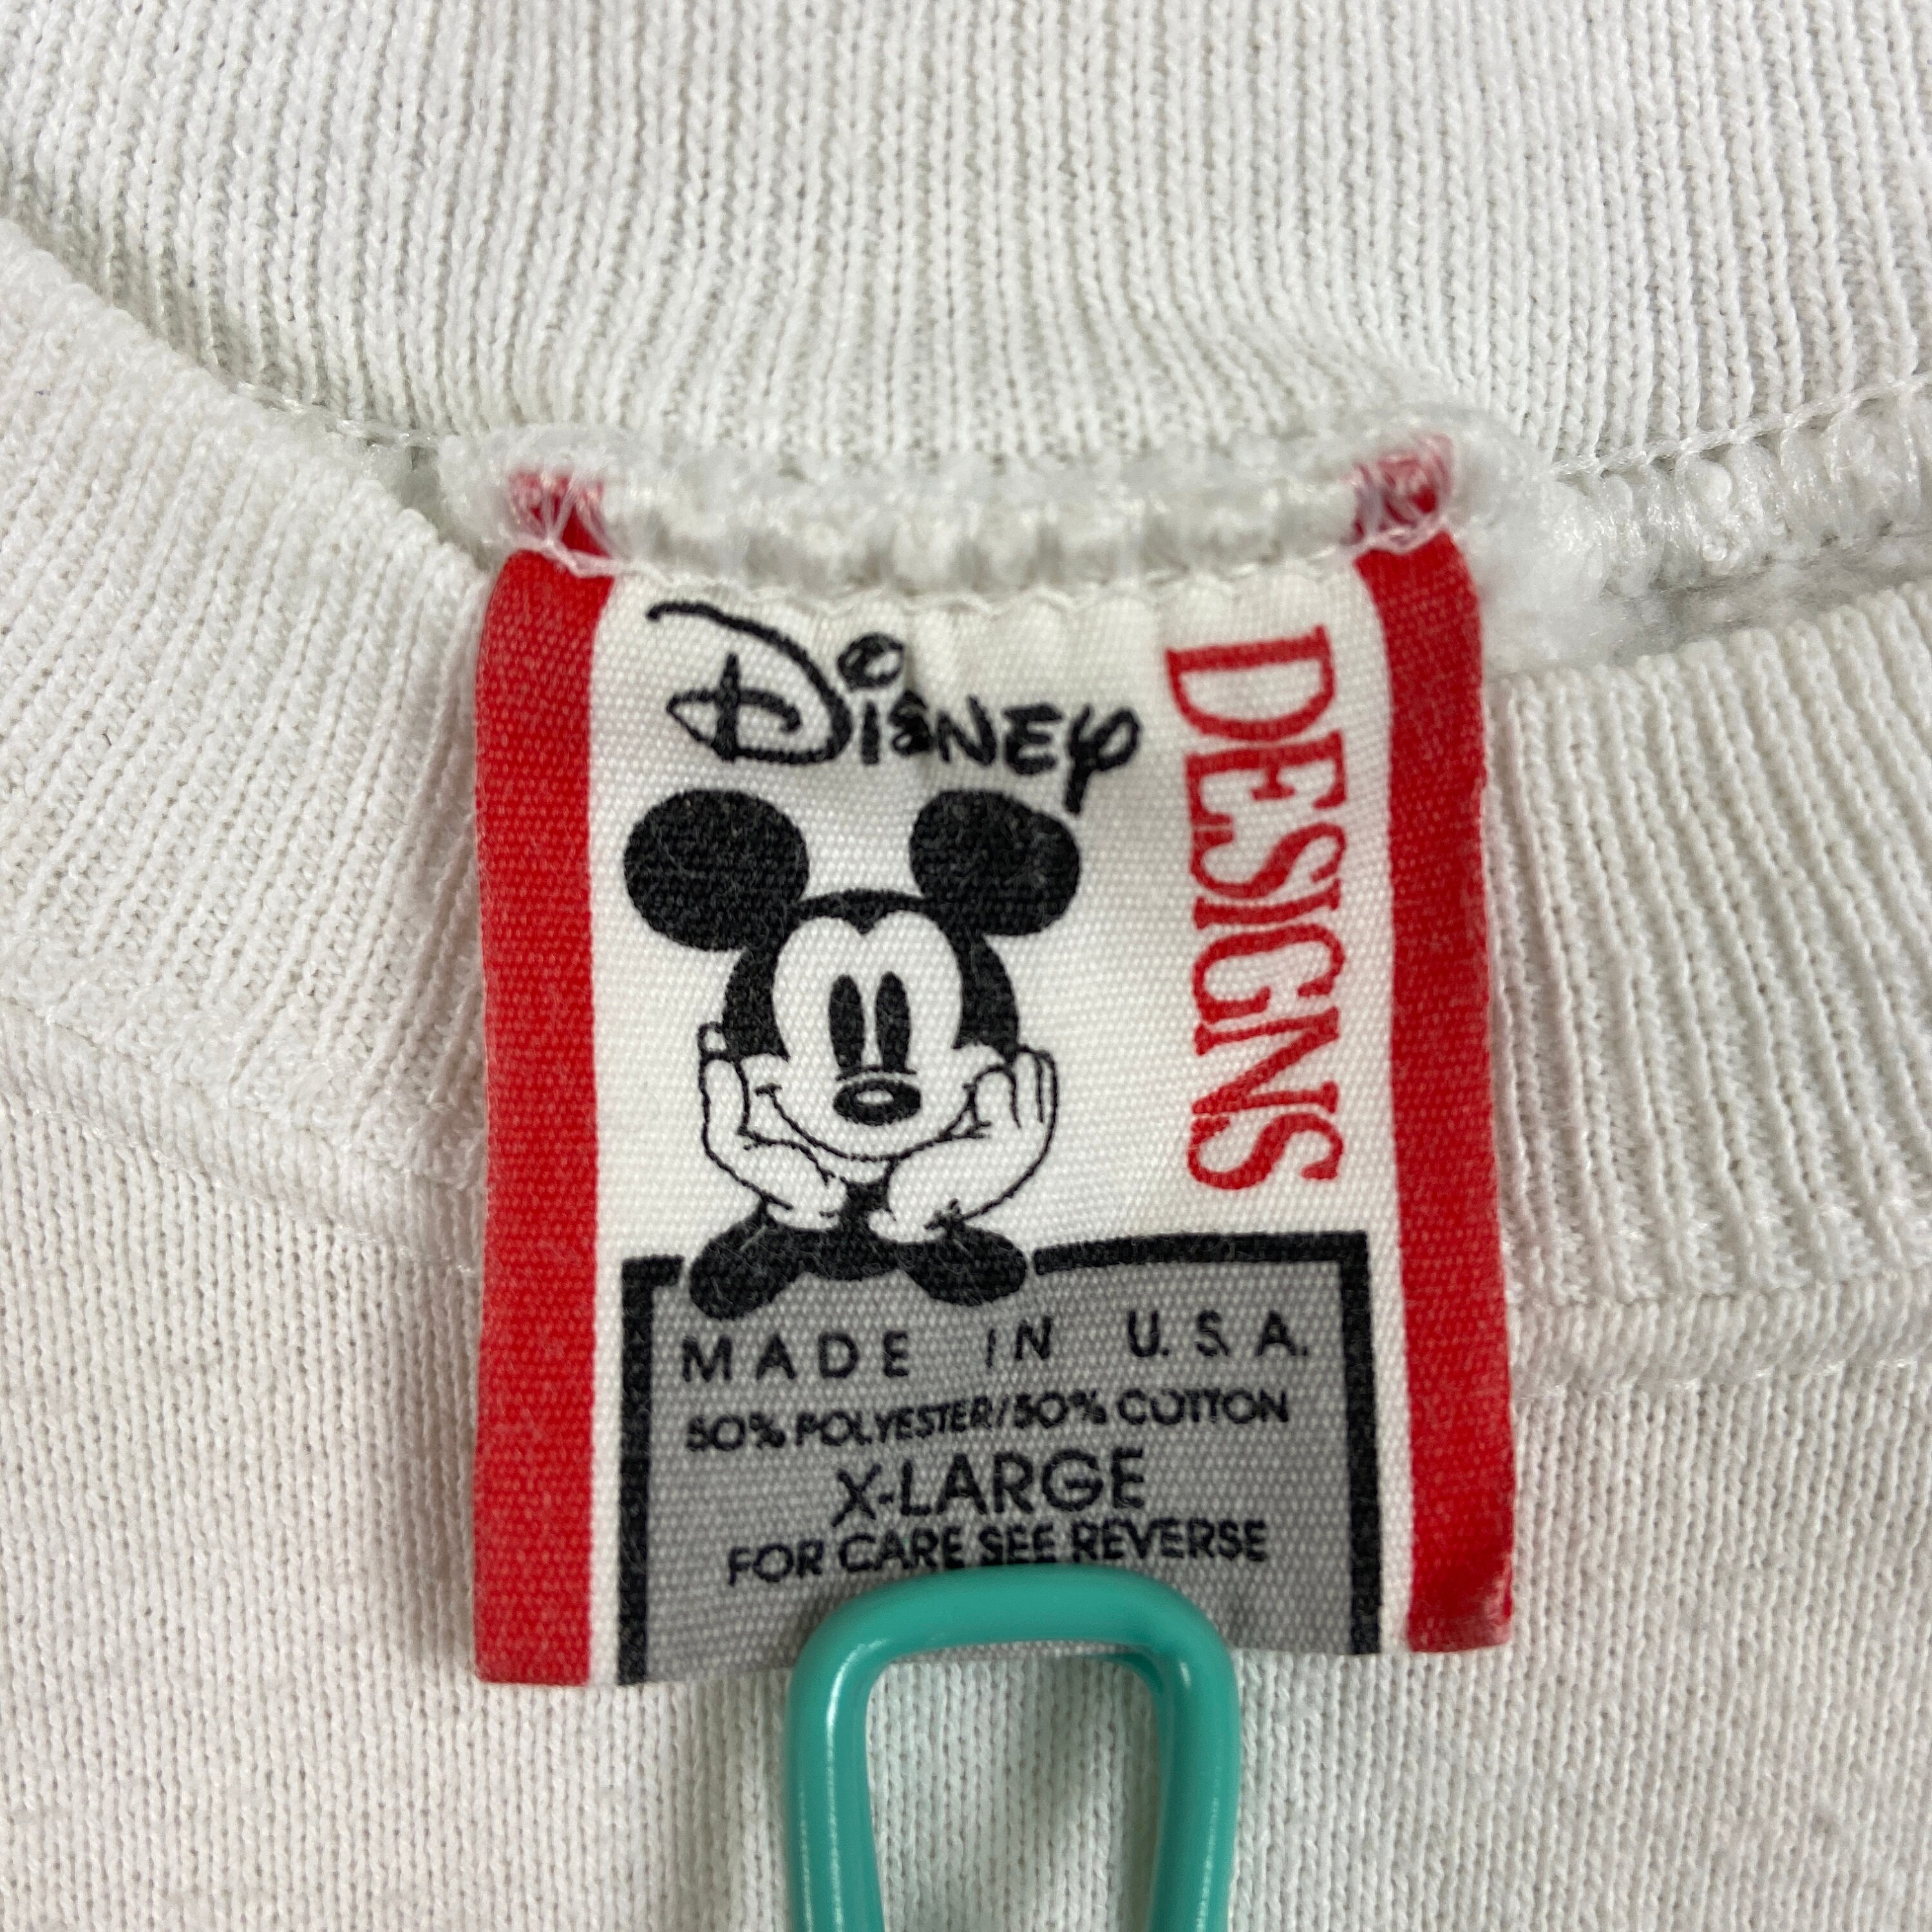 Disney
DESIGNS
MADE IN U.S.A.
50% POLYESTER/50% COTTON
X-LARGE
FOR CARE SEE REVERSE